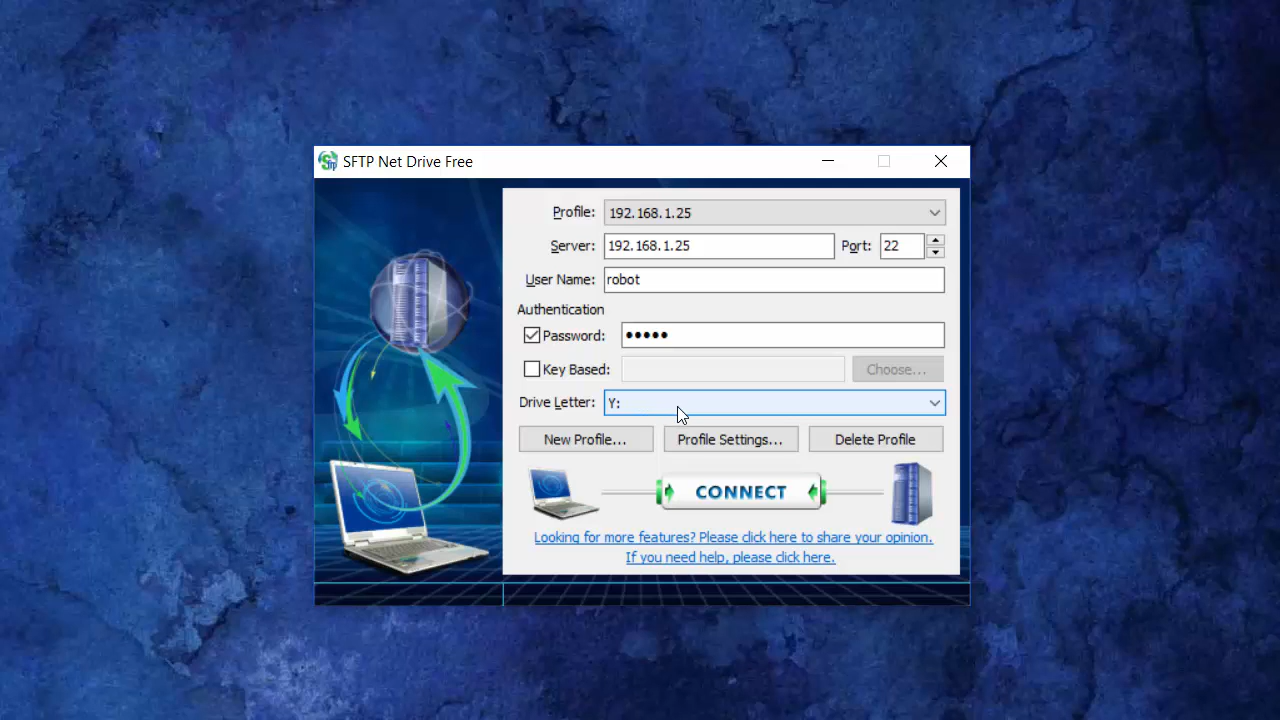 SFTP Net Drive Free
Profile: 192.168.1.25
Server: 192.168.1.25 Port: 22
User Name: robot
Authentication
Password: •••••
Key Based: Choose...
Drive Letter: Y:
New Profile... Profile Settings... Delete Profile
CONNECT
Looking for more features? Please click here to share your opinion.
If you need help, please click here.